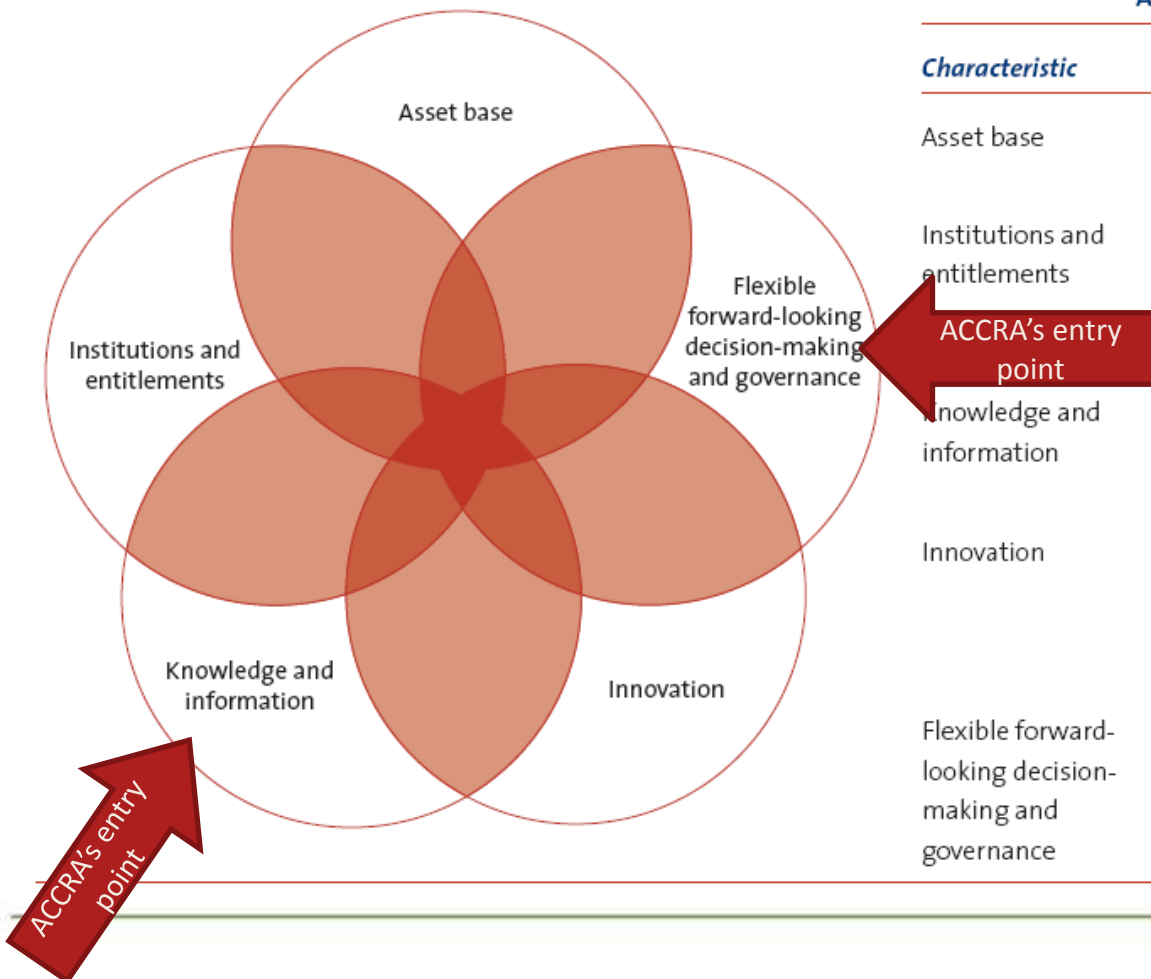 Asset base
Flexible
forward-looking
decision-making
and governance
Institutions and
entitlements
Knowledge and
information
Innovation
ACCRA's entry
point
ACCRA's entry
point
Characteristic
Asset base
Institutions and
entitlements
Knowledge and
information
Innovation
Flexible forward-
looking decision-
making and
governance